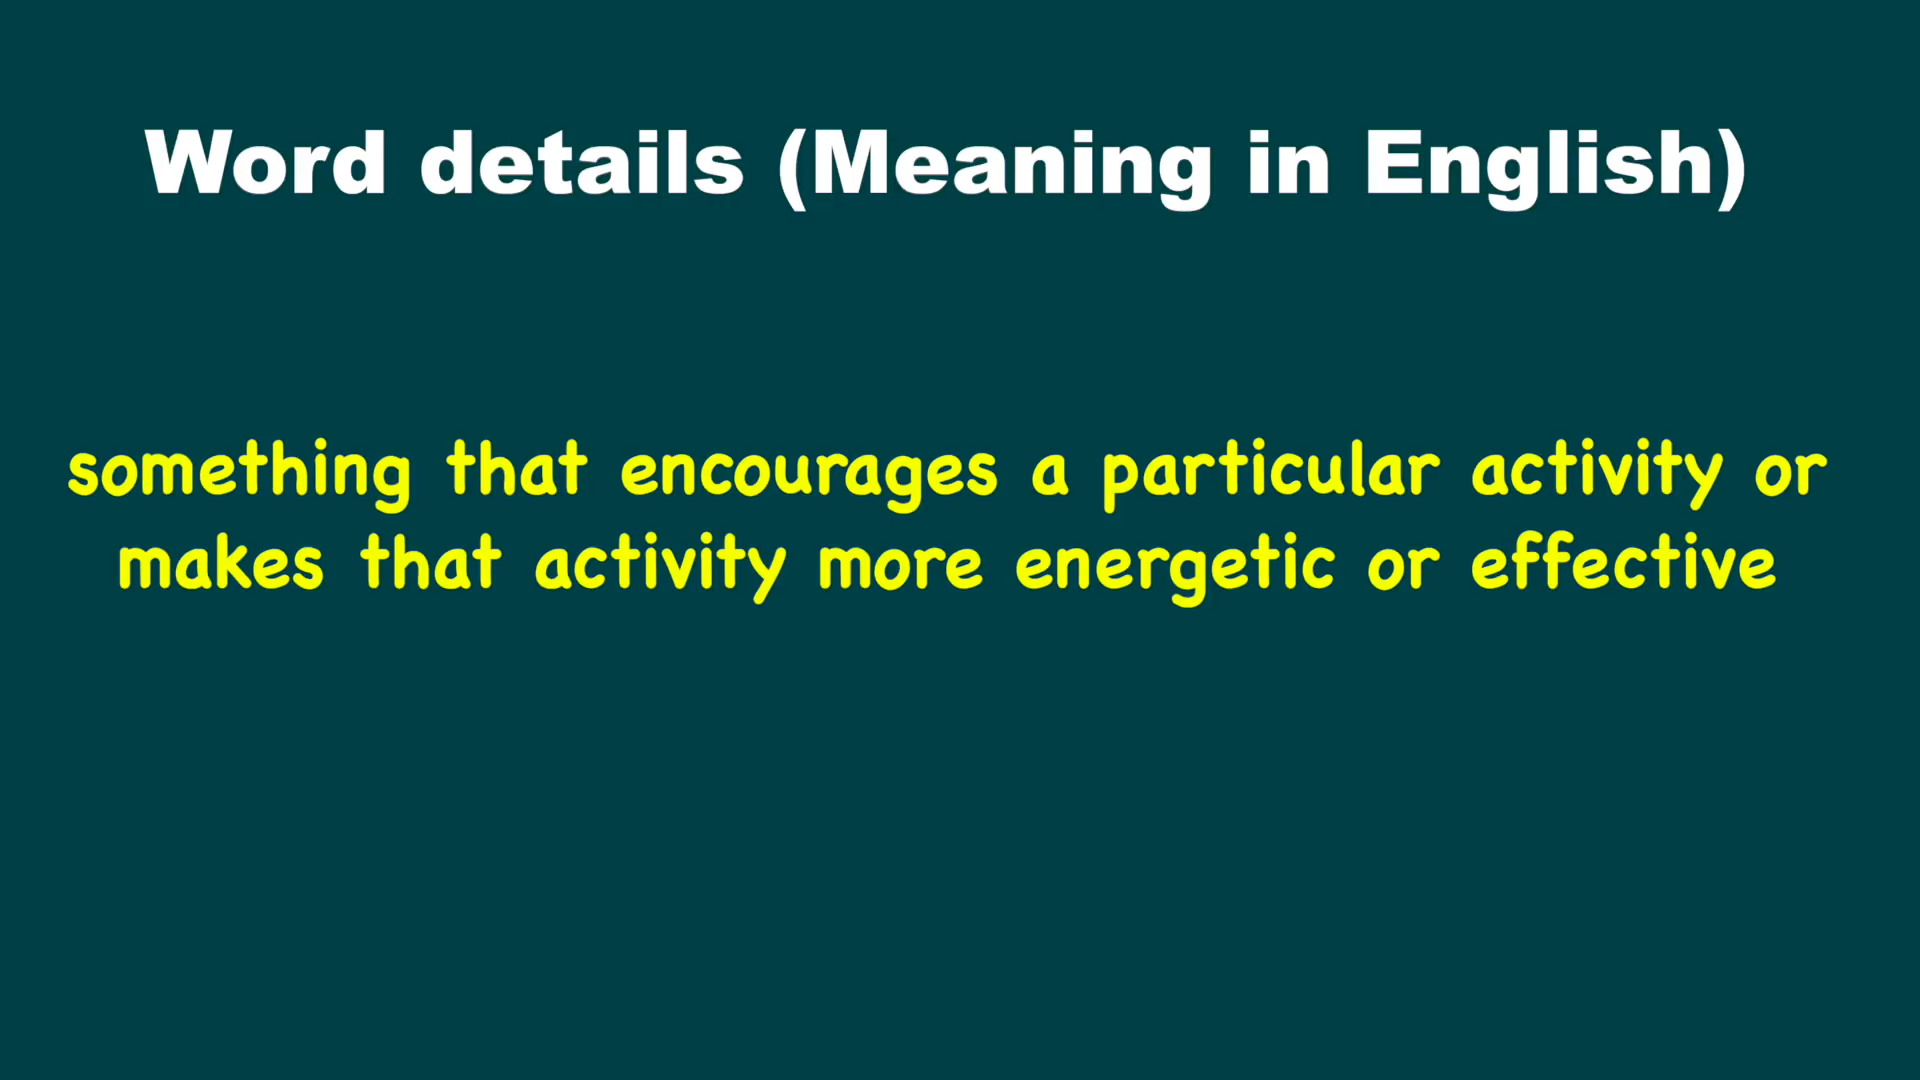 Word details (Meaning in English)
something that encourages a particular activity or
makes that activity more energetic or effective